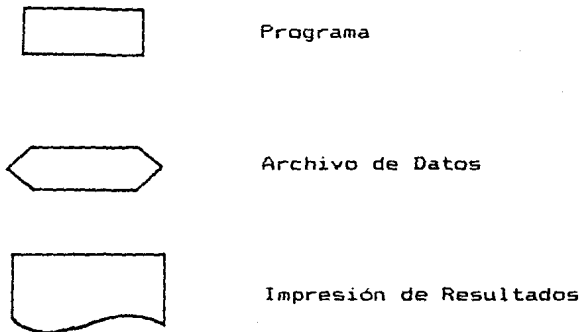 Programa
Archivo de Datos
Impresión de Resultados